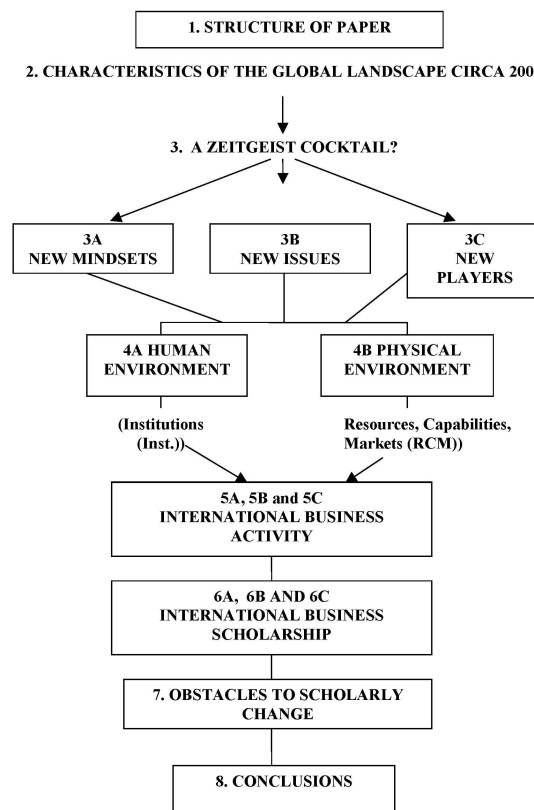 1. STRUCTURE OF PAPER
2. CHARACTERISTICS OF THE GLOBAL LANDSCAPE CIRCA 200
3. A ZEITGEIST COCKTAIL?
3A
NEW MINDSETS
3B
NEW ISSUES
3C
NEW
PLAYERS
4A HUMAN
ENVIRONMENT
4B PHYSICAL
ENVIRONMENT
(Institutions
(Inst.))
Resources, Capabilities,
Markets (RCM))
5A, 5B and 5C
INTERNATIONAL BUSINESS
ACTIVITY
6A, 6B AND 6C
INTERNATIONAL BUSINESS
SCHOLARSHIP
7. OBSTACLES TO SCHOLARLY
CHANGE
8. CONCLUSIONS